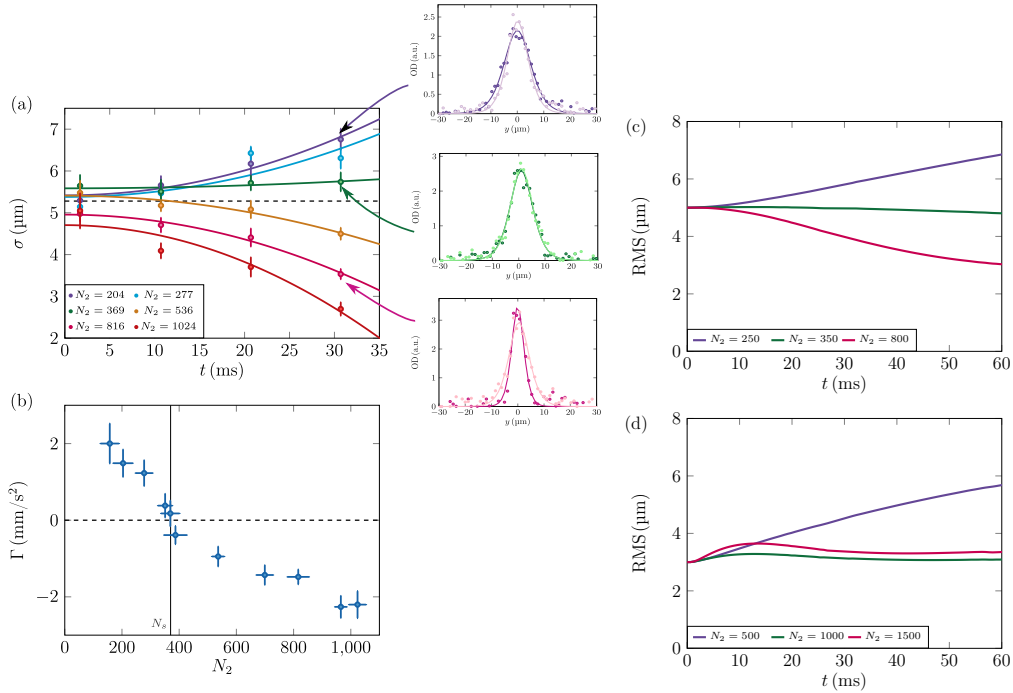 (a)
7
6
5
4
3
2
σ (µm)
0 5 10 15 20 25 30 35
t (ms)
N2 = 204 N2 = 277
N2 = 369 N2 = 536
N2 = 816 N2 = 1024
2.5
2
1.5
1
0.5
0
OD (a.u.)
−30 −20 −10 0 10 20 30
y (µm)
3
2
1
0
OD (a.u.)
−30 −20 −10 0 10 20 30
y (µm)
3
2
1
0
OD (a.u.)
−30 −20 −10 0 10 20 30
y (µm)
(b)
2
0
−2
Γ (mm/s²)
Ns
0 200 400 600 800 1,000
N2
(c)
8
6
4
2
0
RMS (µm)
N2 = 250 N2 = 350 N2 = 800
0 10 20 30 40 50 60
t (ms)
(d)
8
6
4
2
0
RMS (µm)
N2 = 500 N2 = 1000 N2 = 1500
0 10 20 30 40 50 60
t (ms)